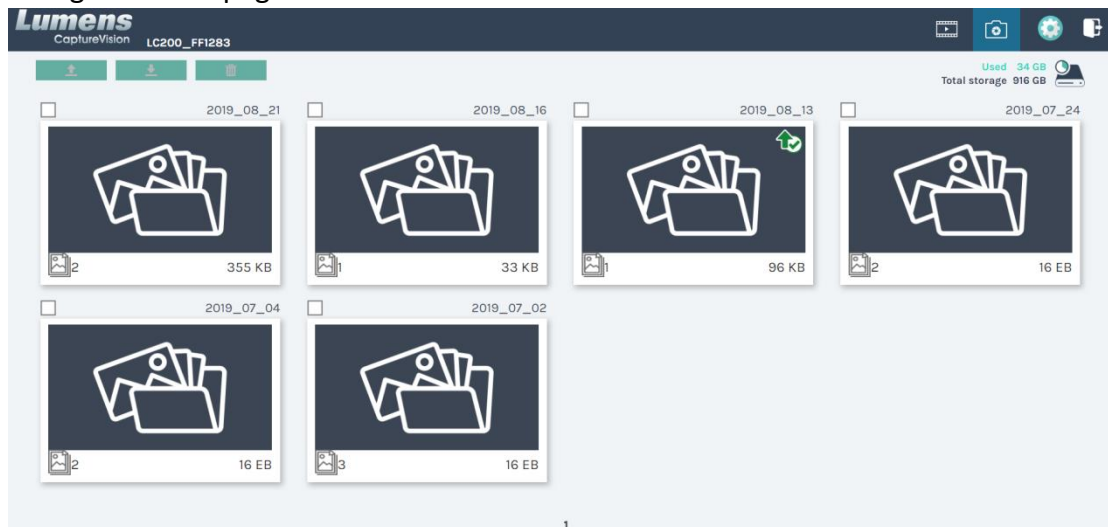 Lumens
CaptureVision LC200_FF1283
Used 34 GB
Total storage 916 GB
2019_08_21
2019_08_16
2019_08_13
2019_07_24
2 355 KB
1 33 KB
1 96 KB
2 16 EB
2019_07_04
2019_07_02
2 16 EB
3 16 EB
1